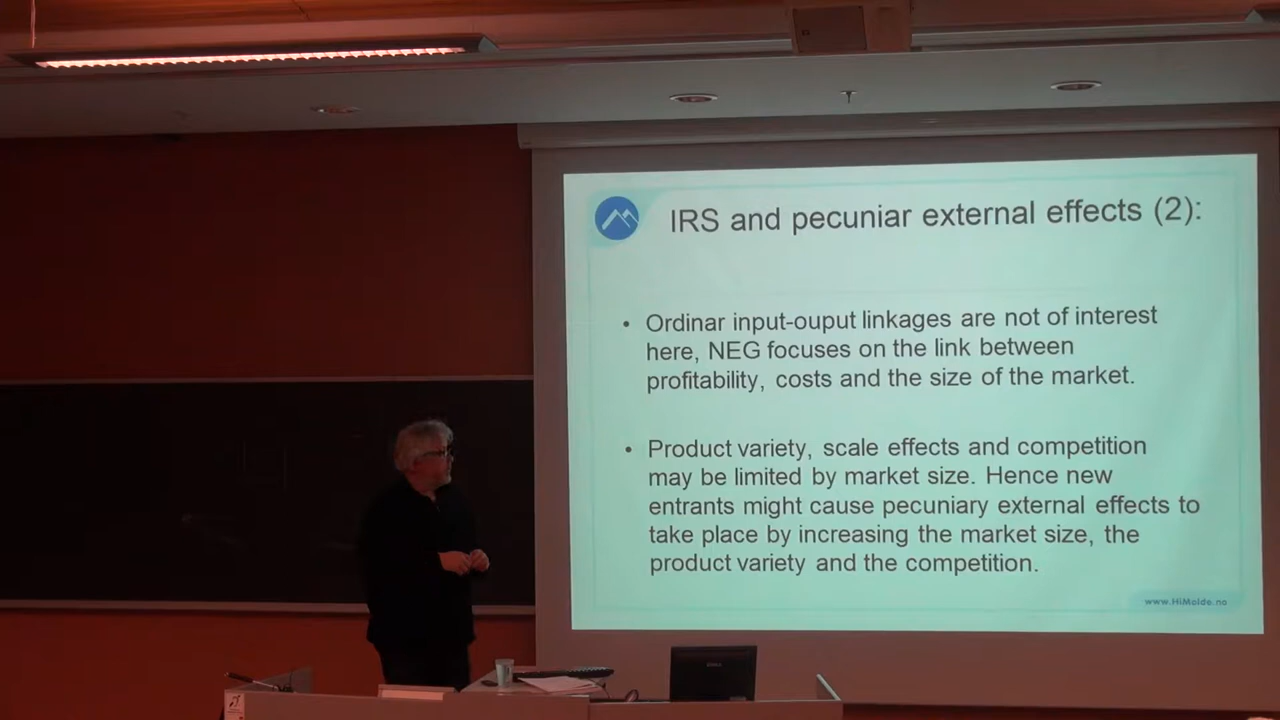 IRS and pecuniar external effects (2):
• Ordinar input-ouput linkages are not of interest
here, NEG focuses on the link between
profitability, costs and the size of the market.
• Product variety, scale effects and competition
may be limited by market size. Hence new
entrants might cause pecuniary external effects to
take place by increasing the market size, the
product variety and the competition.
www.HiMolde.no